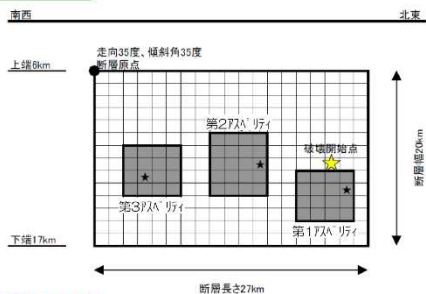 南西 北東
走向35度、傾斜角35度
上端6km 断層原点
第2アスペリティ
破壊開始点
断層幅20km
第3アスペリティ
第1アスペリティ
下端17km
断層長さ27km